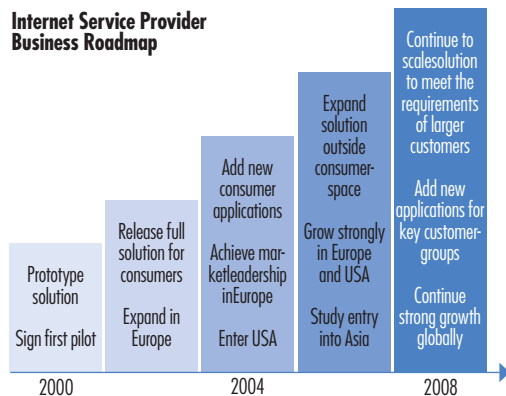 Internet Service Provider
Business Roadmap
Prototype
solution
Sign first pilot
Release full
solution for
consumers
Expand in
Europe
Add new
consumer
applications
Achieve mar-
ketleadership
inEurope
Enter USA
Expand
solution
outside
consumer-
space
Grow strongly
in Europe
and USA
Study entry
into Asia
Continue to
scalesolution
to meet the
requirements
of larger
customers
Add new
applications for
key customer-
groups
Continue
strong growth
globally
2000
2004
2008